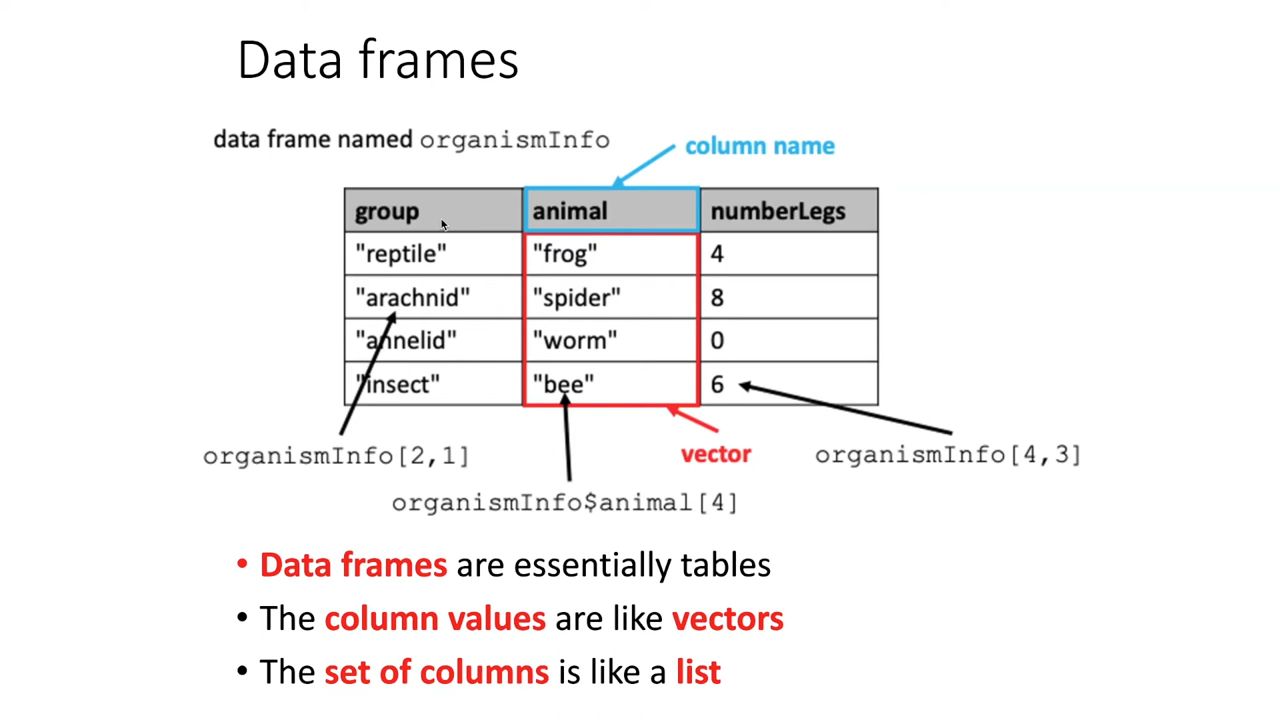 Data frames
data frame named organismInfo
column name
group animal numberLegs
"reptile" "frog" 4
"arachnid" "spider" 8
"annelid" "worm" 0
"insect" "bee" 6
organismInfo[2,1]
vector
organismInfo[4,3]
organismInfo$animal[4]
• Data frames are essentially tables
• The column values are like vectors
• The set of columns is like a list